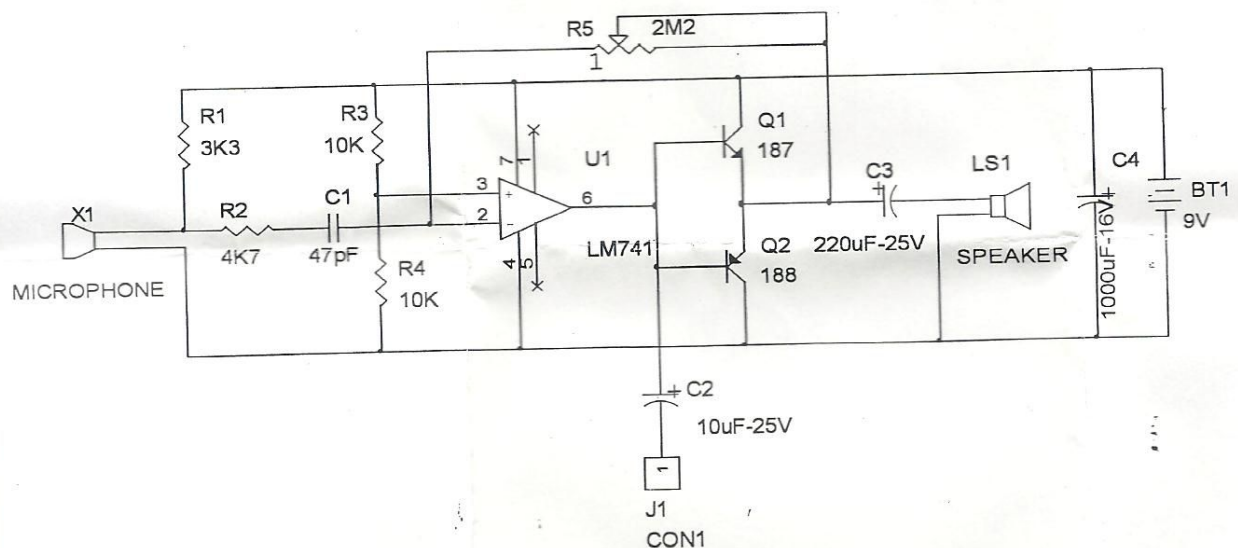 R5 2M2
1
R1
3K3
R3
10K
7
1
U1
Q1
187
C3
+
LS1
C4
+
BT1
9V
X1
R2
4K7
C1
47pF
3
+
2
-
6
LM741
4
5
Q2
188
220uF-25V
SPEAKER
1000uF-16V
MICROPHONE
R4
10K
+
C2
10uF-25V
1
J1
CON1